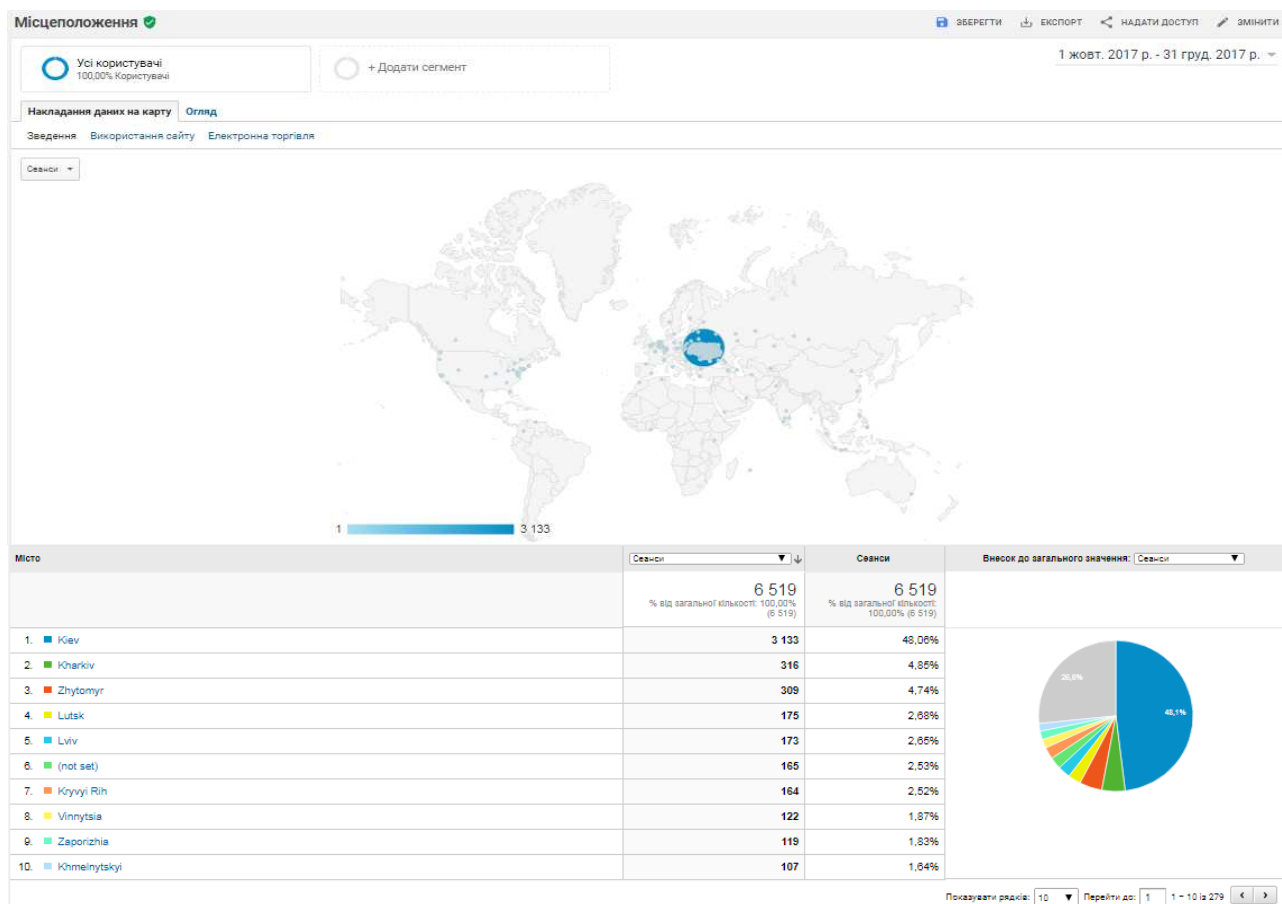 Місцеположення
ЗБЕРЕГТИ ЕКСПОРТ НАДАТИ ДОСТУП ЗМІНИТИ
Усі користувачі
100,00% Користувачі
+ Додати сегмент
1 жовт. 2017 р. - 31 груд. 2017 р.
Накладання даних на карту Огляд
Зведення Використання сайту Електронна торгівля
Сеанси
1 3 133
Місто Сеанси Сеанси Внесок до загального значення: Сеанси
6 519 6 519
% від загальної кількості: 100,00% (6 519) % від загальної кількості: 100,00% (6 519)
1. Kiev 3 133 48,06%
2. Kharkiv 316 4,85%
3. Zhytomyr 309 4,74%
4. Lutsk 175 2,68%
5. Lviv 173 2,65%
6. (not set) 165 2,53%
7. Kryvyi Rih 164 2,52%
8. Vinnytsia 122 1,87%
9. Zaporizhia 119 1,83%
10. Khmelnytskyi 107 1,64%
26,6%
48,1%
Показувати рядків: 10 Перейти до: 1 1 – 10 із 279